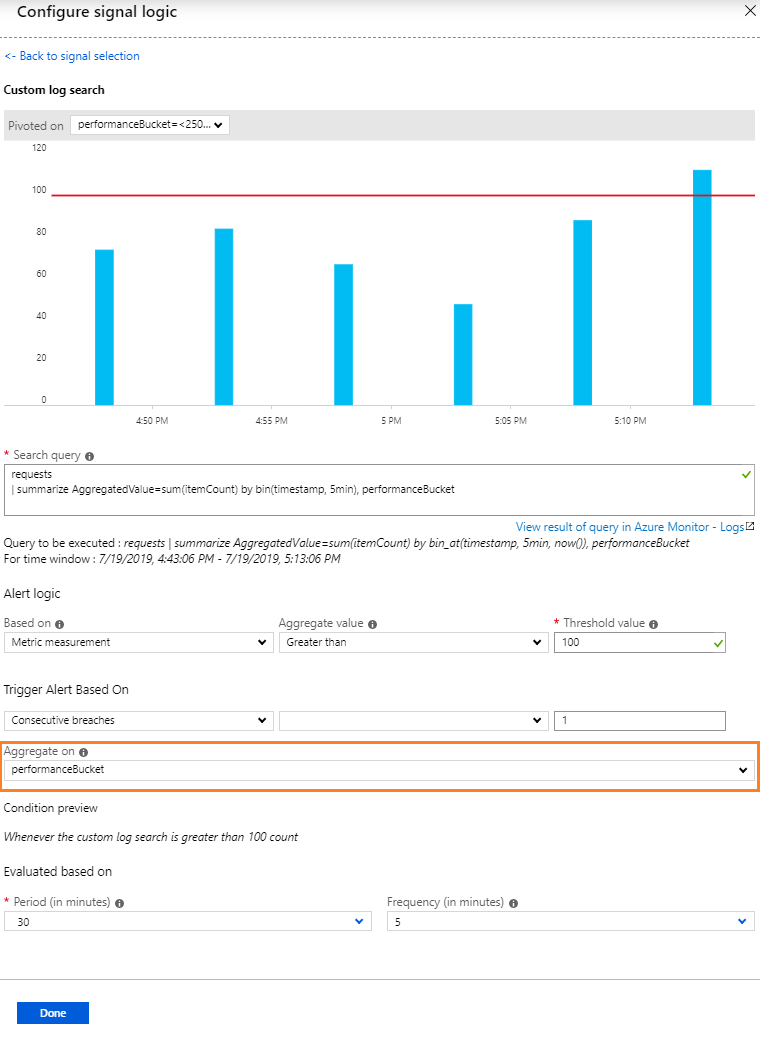 Configure signal logic
<- Back to signal selection
Custom log search
Pivoted on performanceBucket=<250...
120
100
80
60
40
20
0
4:50 PM 4:55 PM 5 PM 5:05 PM 5:10 PM
* Search query
requests
| summarize AggregatedValue=sum(itemCount) by bin(timestamp, 5min), performanceBucket
View result of query in Azure Monitor - Logs
Query to be executed : requests | summarize AggregatedValue=sum(itemCount) by bin_at(timestamp, 5min, now()), performanceBucket
For time window : 7/19/2019, 4:43:06 PM - 7/19/2019, 5:13:06 PM
Alert logic
Based on Aggregate value * Threshold value
Metric measurement Greater than 100
Trigger Alert Based On
Consecutive breaches 1
Aggregate on
performanceBucket
Condition preview
Whenever the custom log search is greater than 100 count
Evaluated based on
* Period (in minutes) Frequency (in minutes)
30 5
Done